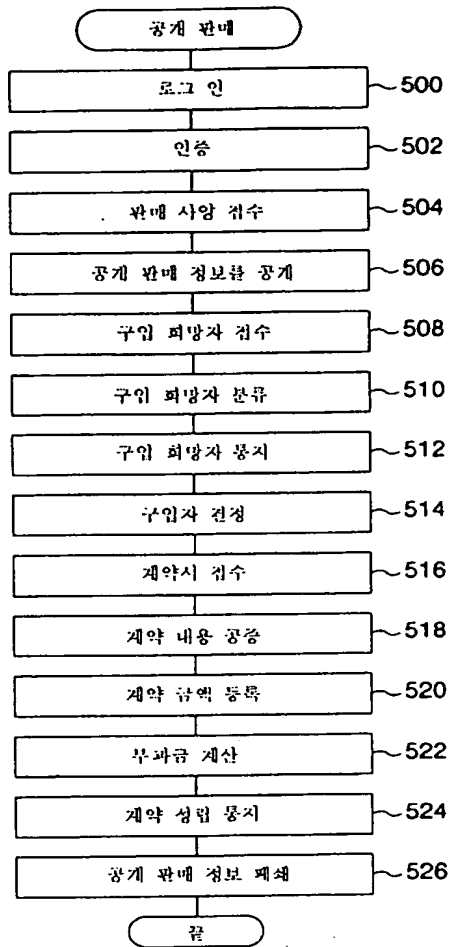 공개 판매
로그 인
500
인증
502
판매 사양 접수
504
공개 판매 정보를 공개
506
구입 희망자 접수
508
구입 희망자 분류
510
구입 희망자 통지
512
구입자 결정
514
계약서 접수
516
계약 내용 공증
518
계약 금액 등록
520
부과금 계산
522
계약 성립 통지
524
공개 판매 정보 폐쇄
526
끝